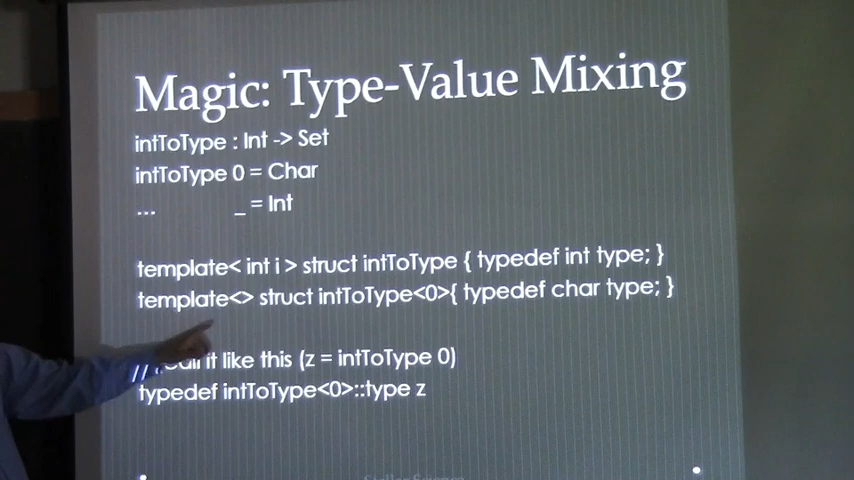 Magic: Type-Value Mixing
intToType : Int -> Set
intToType 0 = Char
... _ = Int
template< int i > struct intToType { typedef int type; }
template<> struct intToType<0>{ typedef char type; }
// it like this (z = intToType 0)
typedef intToType<0>::type z